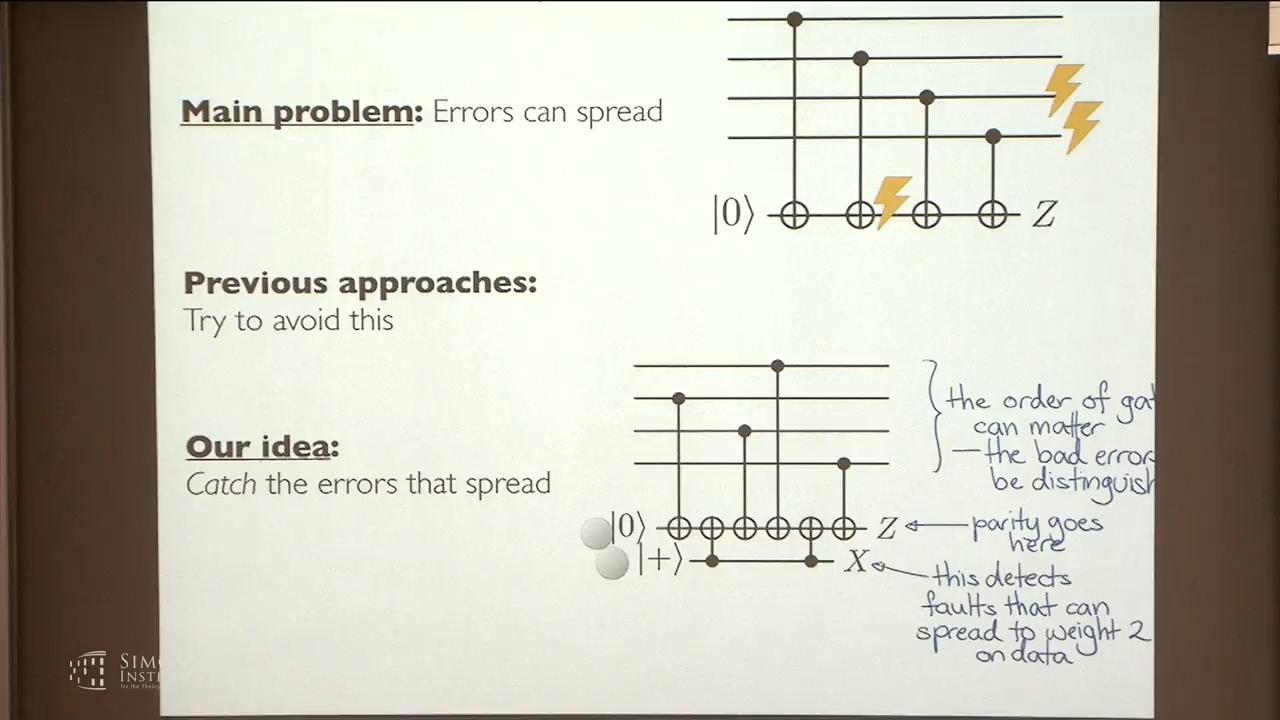 Main problem: Errors can spread
|0⟩ Z
Previous approaches:
Try to avoid this
Our idea:
Catch the errors that spread
the order of gat
can matter
— the bad error
be distinguish
|0⟩ Z
parity goes
here
|+⟩ X
this detects
faults that can
spread to weight 2
on data